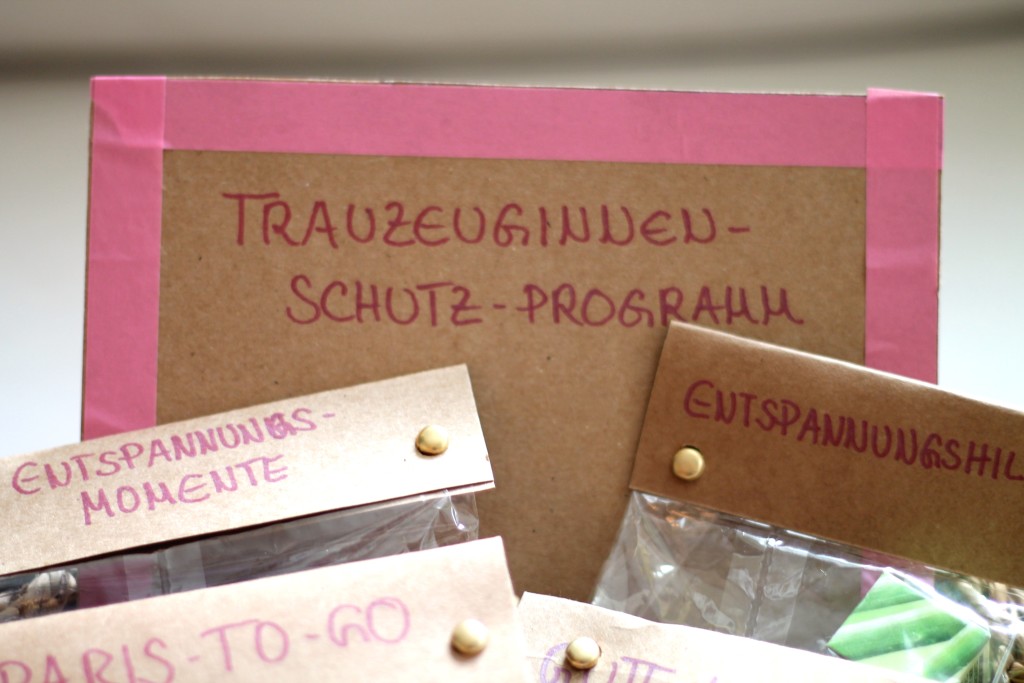 TRAUZEUGINNEN-
SCHUTZ-PROGRAMM
ENTSPANNUNGS-
MOMENTE
ENTSPANNUNGSHIL
PARIS-TO-GO